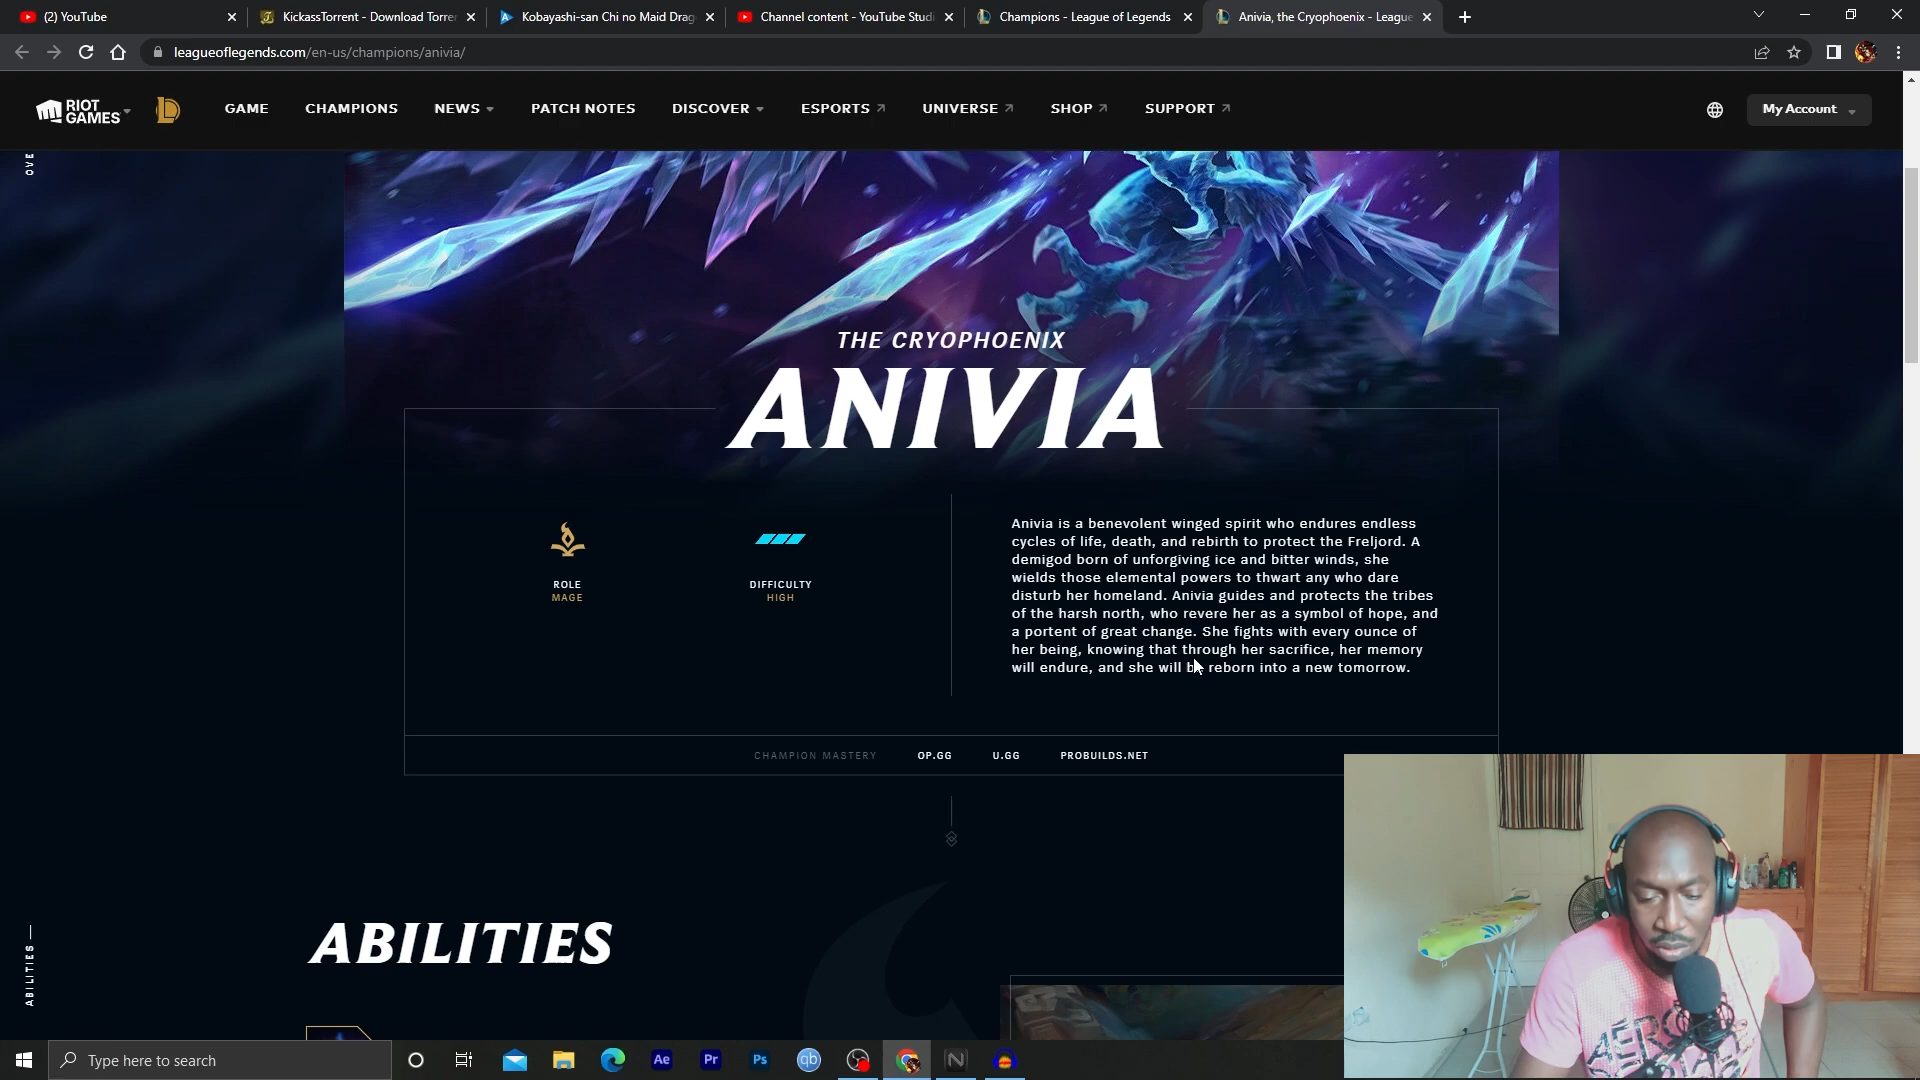 (2) YouTube
KickassTorrent - Download Torrer
Kobayashi-san Chi no Maid Drag
Channel content - YouTube Studi
Champions - League of Legends
Anivia, the Cryophoenix - League
leagueoflegends.com/en-us/champions/anivia/
RIOT
GAMES
GAME
CHAMPIONS
NEWS
PATCH NOTES
DISCOVER
ESPORTS
UNIVERSE
SHOP
SUPPORT
My Account
OVE
THE CRYOPHOENIX
ANIVIA
ROLE
MAGE
DIFFICULTY
HIGH
Anivia is a benevolent winged spirit who endures endless
cycles of life, death, and rebirth to protect the Freljord. A
demigod born of unforgiving ice and bitter winds, she
wields those elemental powers to thwart any who dare
disturb her homeland. Anivia guides and protects the tribes
of the harsh north, who revere her as a symbol of hope, and
a portent of great change. She fights with every ounce of
her being, knowing that through her sacrifice, her memory
will endure, and she will be reborn into a new tomorrow.
CHAMPION MASTERY
OP.GG
U.GG
PROBUILDS.NET
ABILITIES
ABILITIES
Type here to search
Ae
Pr
Ps
qb
N